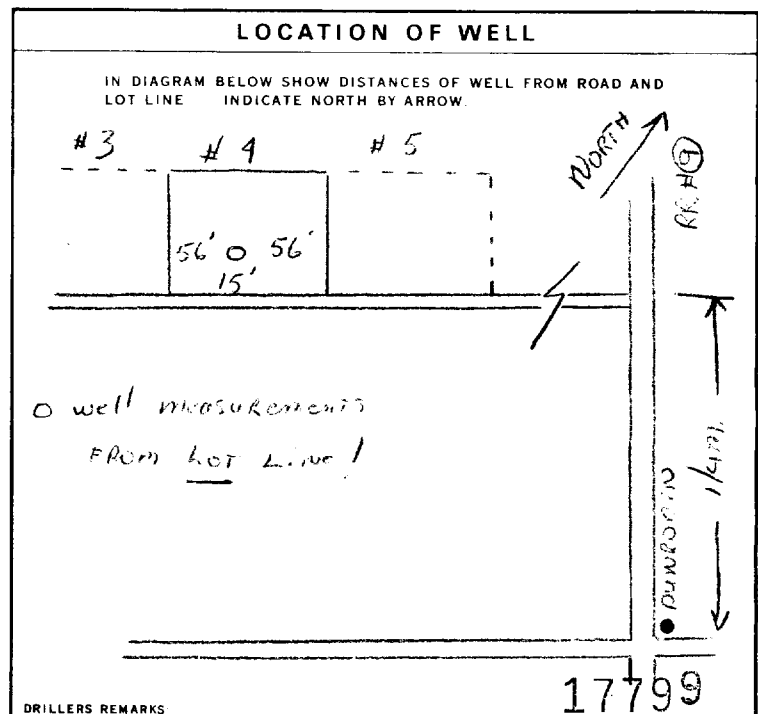 LOCATION OF WELL
IN DIAGRAM BELOW SHOW DISTANCES OF WELL FROM ROAD AND
LOT LINE INDICATE NORTH BY ARROW.
#3 #4 #5
NORTH
RR.#9
56' 56'
15'
well measurements
FROM LOT LINE!
1/4 MI.
DUNROBIN
17799
DRILLERS REMARKS